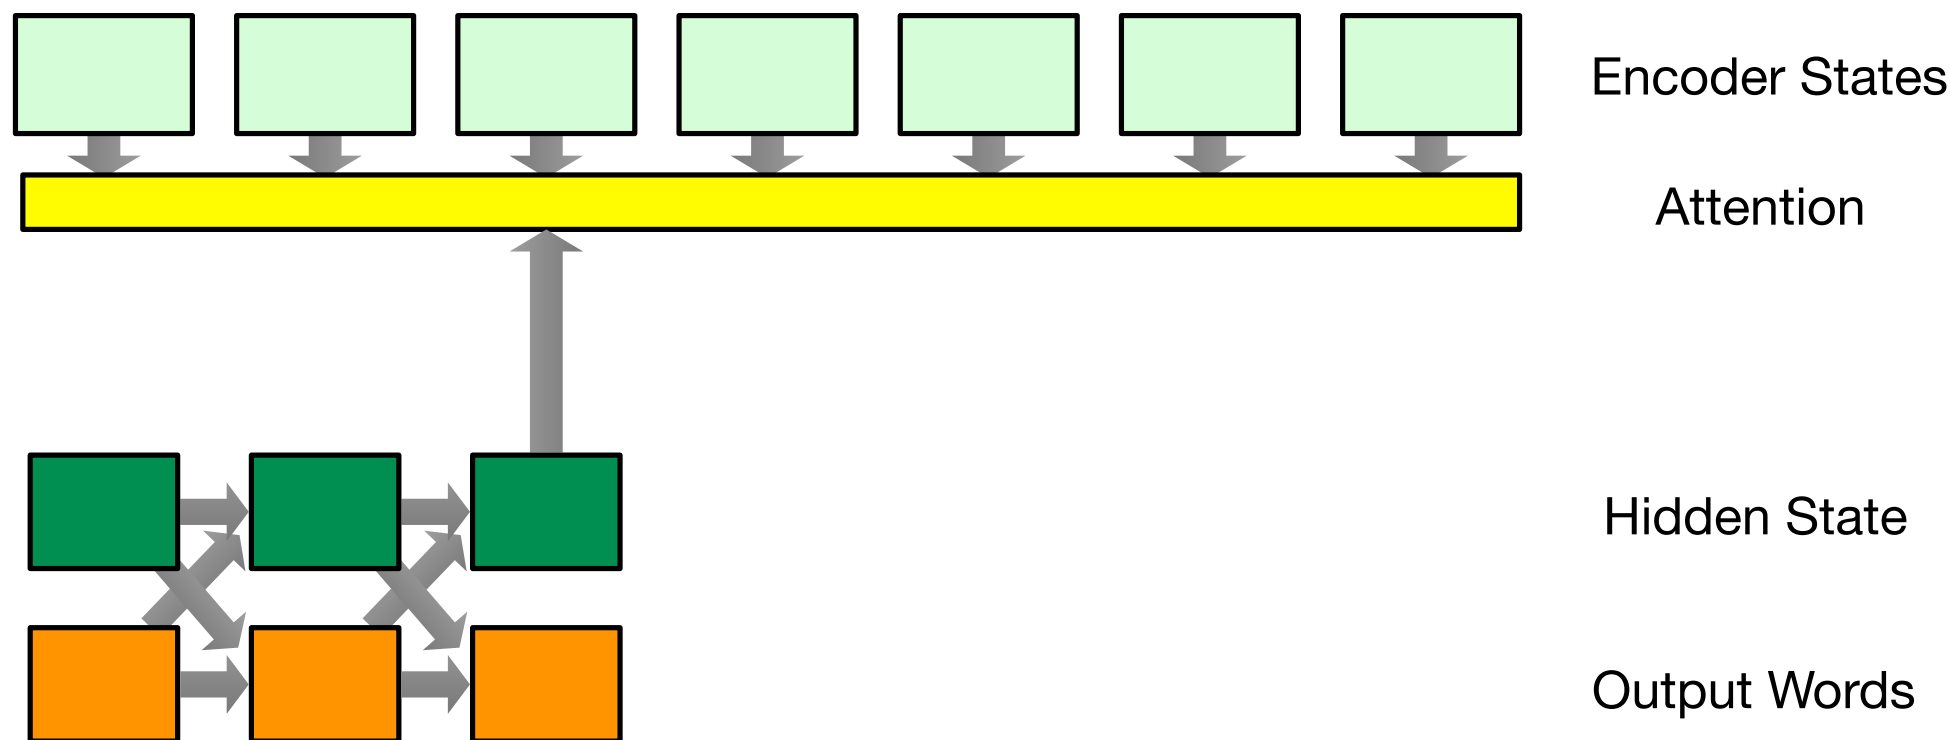 Encoder States
Attention
Hidden State
Output Words